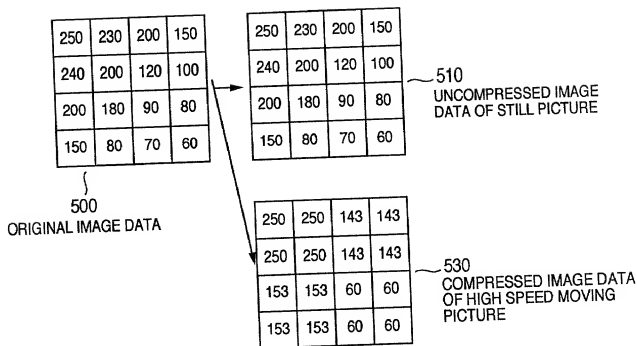 250 230 200 150
240 200 120 100
200 180 90 80
150 80 70 60
500
ORIGINAL IMAGE DATA
250 230 200 150
240 200 120 100
200 180 90 80
150 80 70 60
510
UNCOMPRESSED IMAGE
DATA OF STILL PICTURE
250 250 143 143
250 250 143 143
153 153 60 60
153 153 60 60
530
COMPRESSED IMAGE DATA
OF HIGH SPEED MOVING
PICTURE